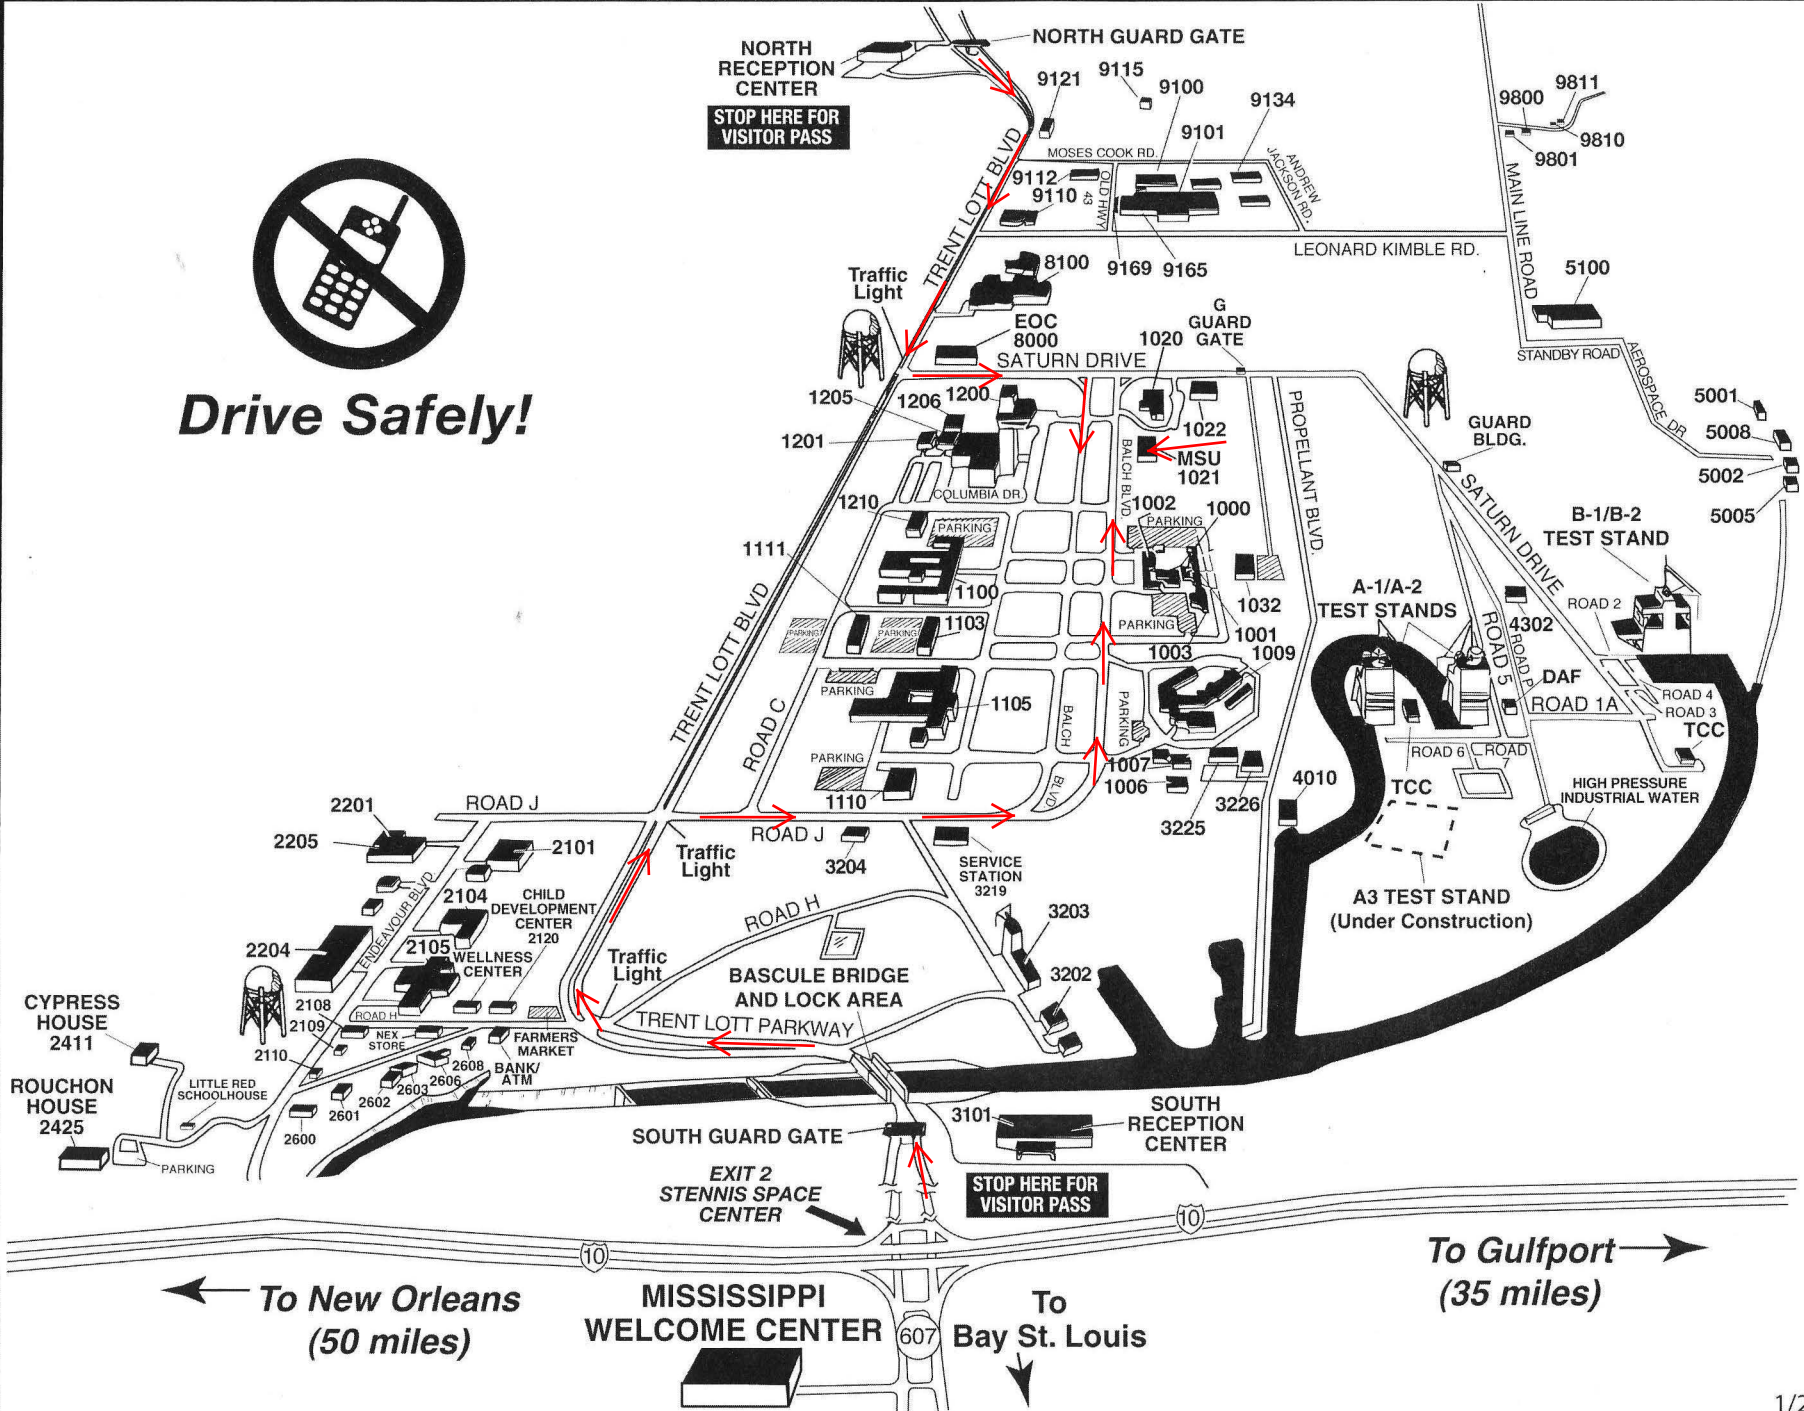 NORTH GUARD GATE
NORTH
RECEPTION
CENTER
STOP HERE FOR
VISITOR PASS
9121
9115
9100
9134
9101
9811
9800
9810
9801
MOSES COOK RD.
ANDREW
JACKSON RD.
9112
9110
OLD HWY
43
TRENT LOTT BLVD
LEONARD KIMBLE RD.
MAIN LINE ROAD
9169
9165
8100
5100
Traffic
Light
G
GUARD
GATE
EOC
8000
1020
SATURN DRIVE
STANDBY ROAD
AEROSPACE DR
Drive Safely!
1205
1206
1200
1201
1022
MSU
1021
BALCH BLVD.
PROPELLANT BLVD.
GUARD
BLDG.
5001
5008
5002
5005
COLUMBIA DR.
1210
PARKING
1002
1000
PARKING
SATURN DRIVE
B-1/B-2
TEST STAND
1111
1100
1032
A-1/A-2
TEST STANDS
ROAD 2
4302
PARKING
PARKING
1103
PARKING
1003
1001
1009
ROAD 5
ROAD P
DAF
ROAD 1A
ROAD 4
ROAD 3
TCC
TRENT LOTT BLVD
ROAD C
PARKING
1105
BALCH
BLVD.
PARKING
ROAD 6
ROAD
7
PARKING
1110
1007
1006
3225
3226
4010
TCC
HIGH PRESSURE
INDUSTRIAL WATER
2201
ROAD J
2205
2101
Traffic
Light
ROAD J
3204
SERVICE
STATION
3219
A3 TEST STAND
(Under Construction)
2104
CHILD
DEVELOPMENT
CENTER
2120
ENDEAVOUR BLVD
ROAD H
2204
2105
WELLNESS
CENTER
Traffic
Light
3203
3202
BASCULE BRIDGE
AND LOCK AREA
TRENT LOTT PARKWAY
CYPRESS
HOUSE
2411
2108
2109
2110
ROAD H
NEX
STORE
FARMERS
MARKET
BANK/
ATM
2608
2606
2603
2602
2601
2600
ROUCHON
HOUSE
2425
LITTLE RED
SCHOOLHOUSE
PARKING
SOUTH GUARD GATE
3101
SOUTH
RECEPTION
CENTER
STOP HERE FOR
VISITOR PASS
EXIT 2
STENNIS SPACE
CENTER
10
10
To New Orleans
(50 miles)
MISSISSIPPI
WELCOME CENTER
607
To
Bay St. Louis
To Gulfport
(35 miles)
1/2